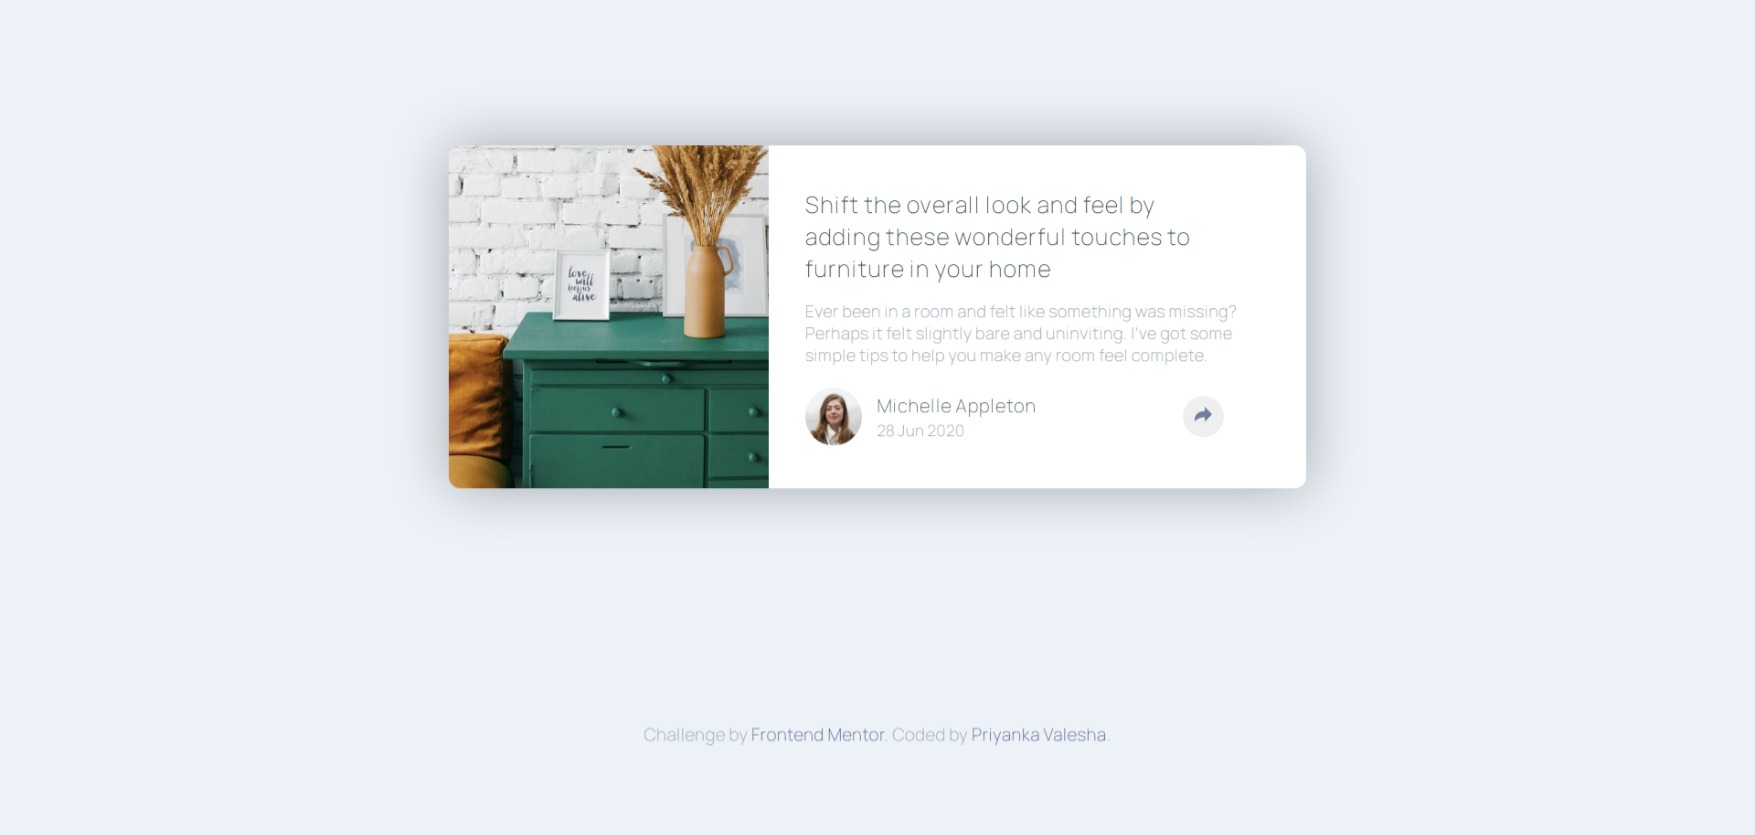 love
will
alive
Shift the overall look and feel by
adding these wonderful touches to
furniture in your home
Ever been in a room and felt like something was missing?
Perhaps it felt slightly bare and uninviting. I've got some
simple tips to help you make any room feel complete.
Michelle Appleton
28 Jun 2020
Challenge by Frontend Mentor. Coded by Priyanka Valesha.